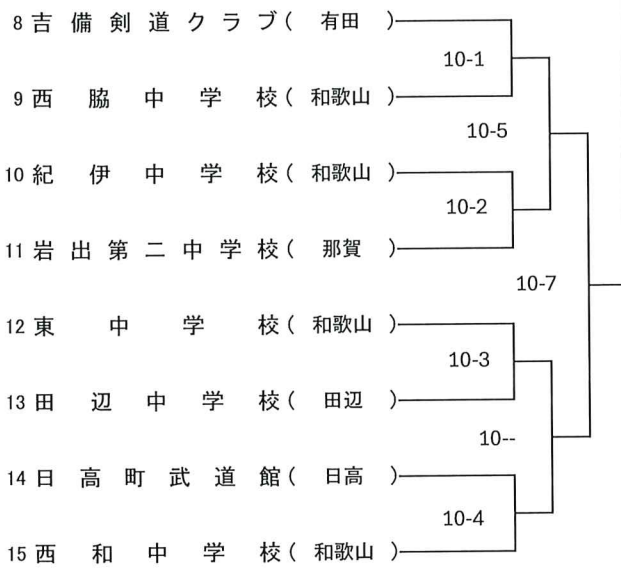 8 吉備剣道クラブ ( 有田 )
10-1
9 西脇中学校 ( 和歌山 )
10-5
10 紀伊中学校 ( 和歌山 )
10-2
11 岩出第二中学校 ( 那賀 )
10-7
12 東中学校 ( 和歌山 )
10-3
13 田辺中学校 ( 田辺 )
10--
14 日高町武道館 ( 日高 )
10-4
15 西和中学校 ( 和歌山 )